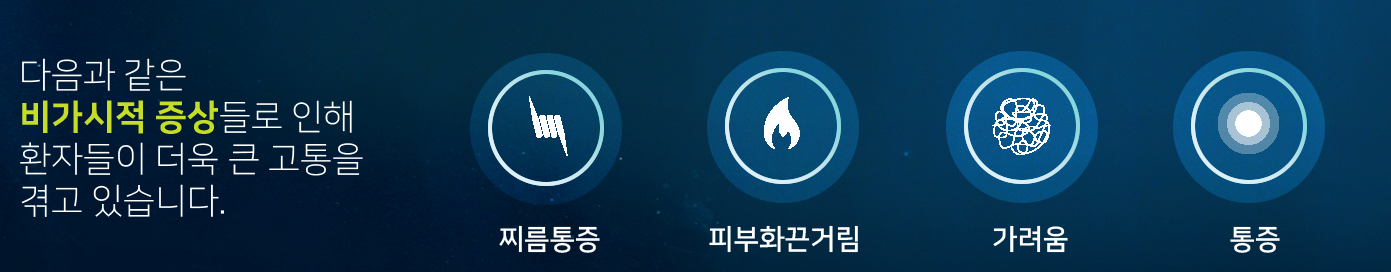 다음과 같은
비가시적 증상들로 인해
환자들이 더욱 큰 고통을
겪고 있습니다.
찌름통증
피부화끈거림
가려움
통증